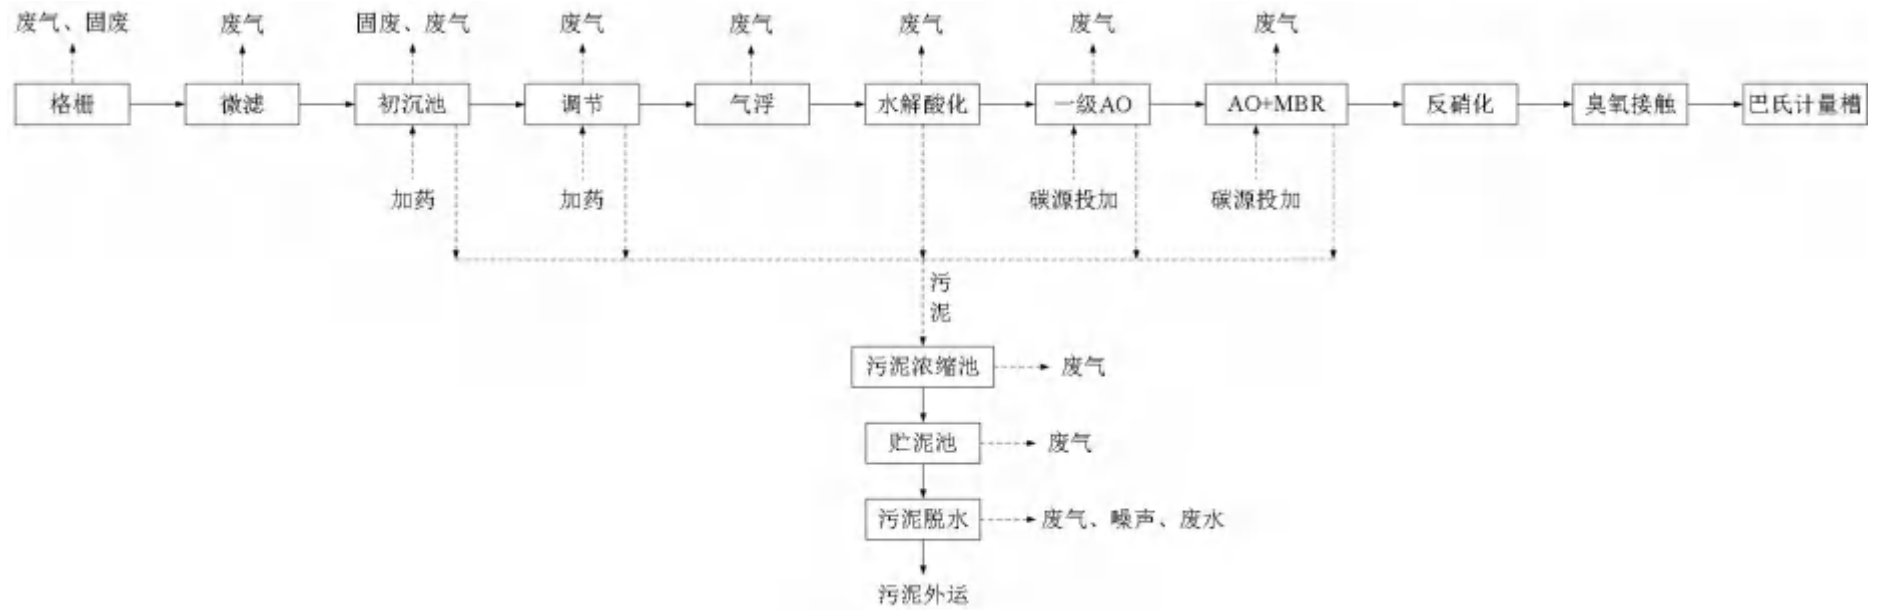 废气、固废
废气
固废、废气
废气
废气
废气
废气
废气
格栅
微滤
初沉池
调节
气浮
水解酸化
一级AO
AO+MBR
反硝化
臭氧接触
巴氏计量槽
加药
加药
碳源投加
碳源投加
污
泥
污泥浓缩池
废气
贮泥池
废气
污泥脱水
废气、噪声、废水
污泥外运